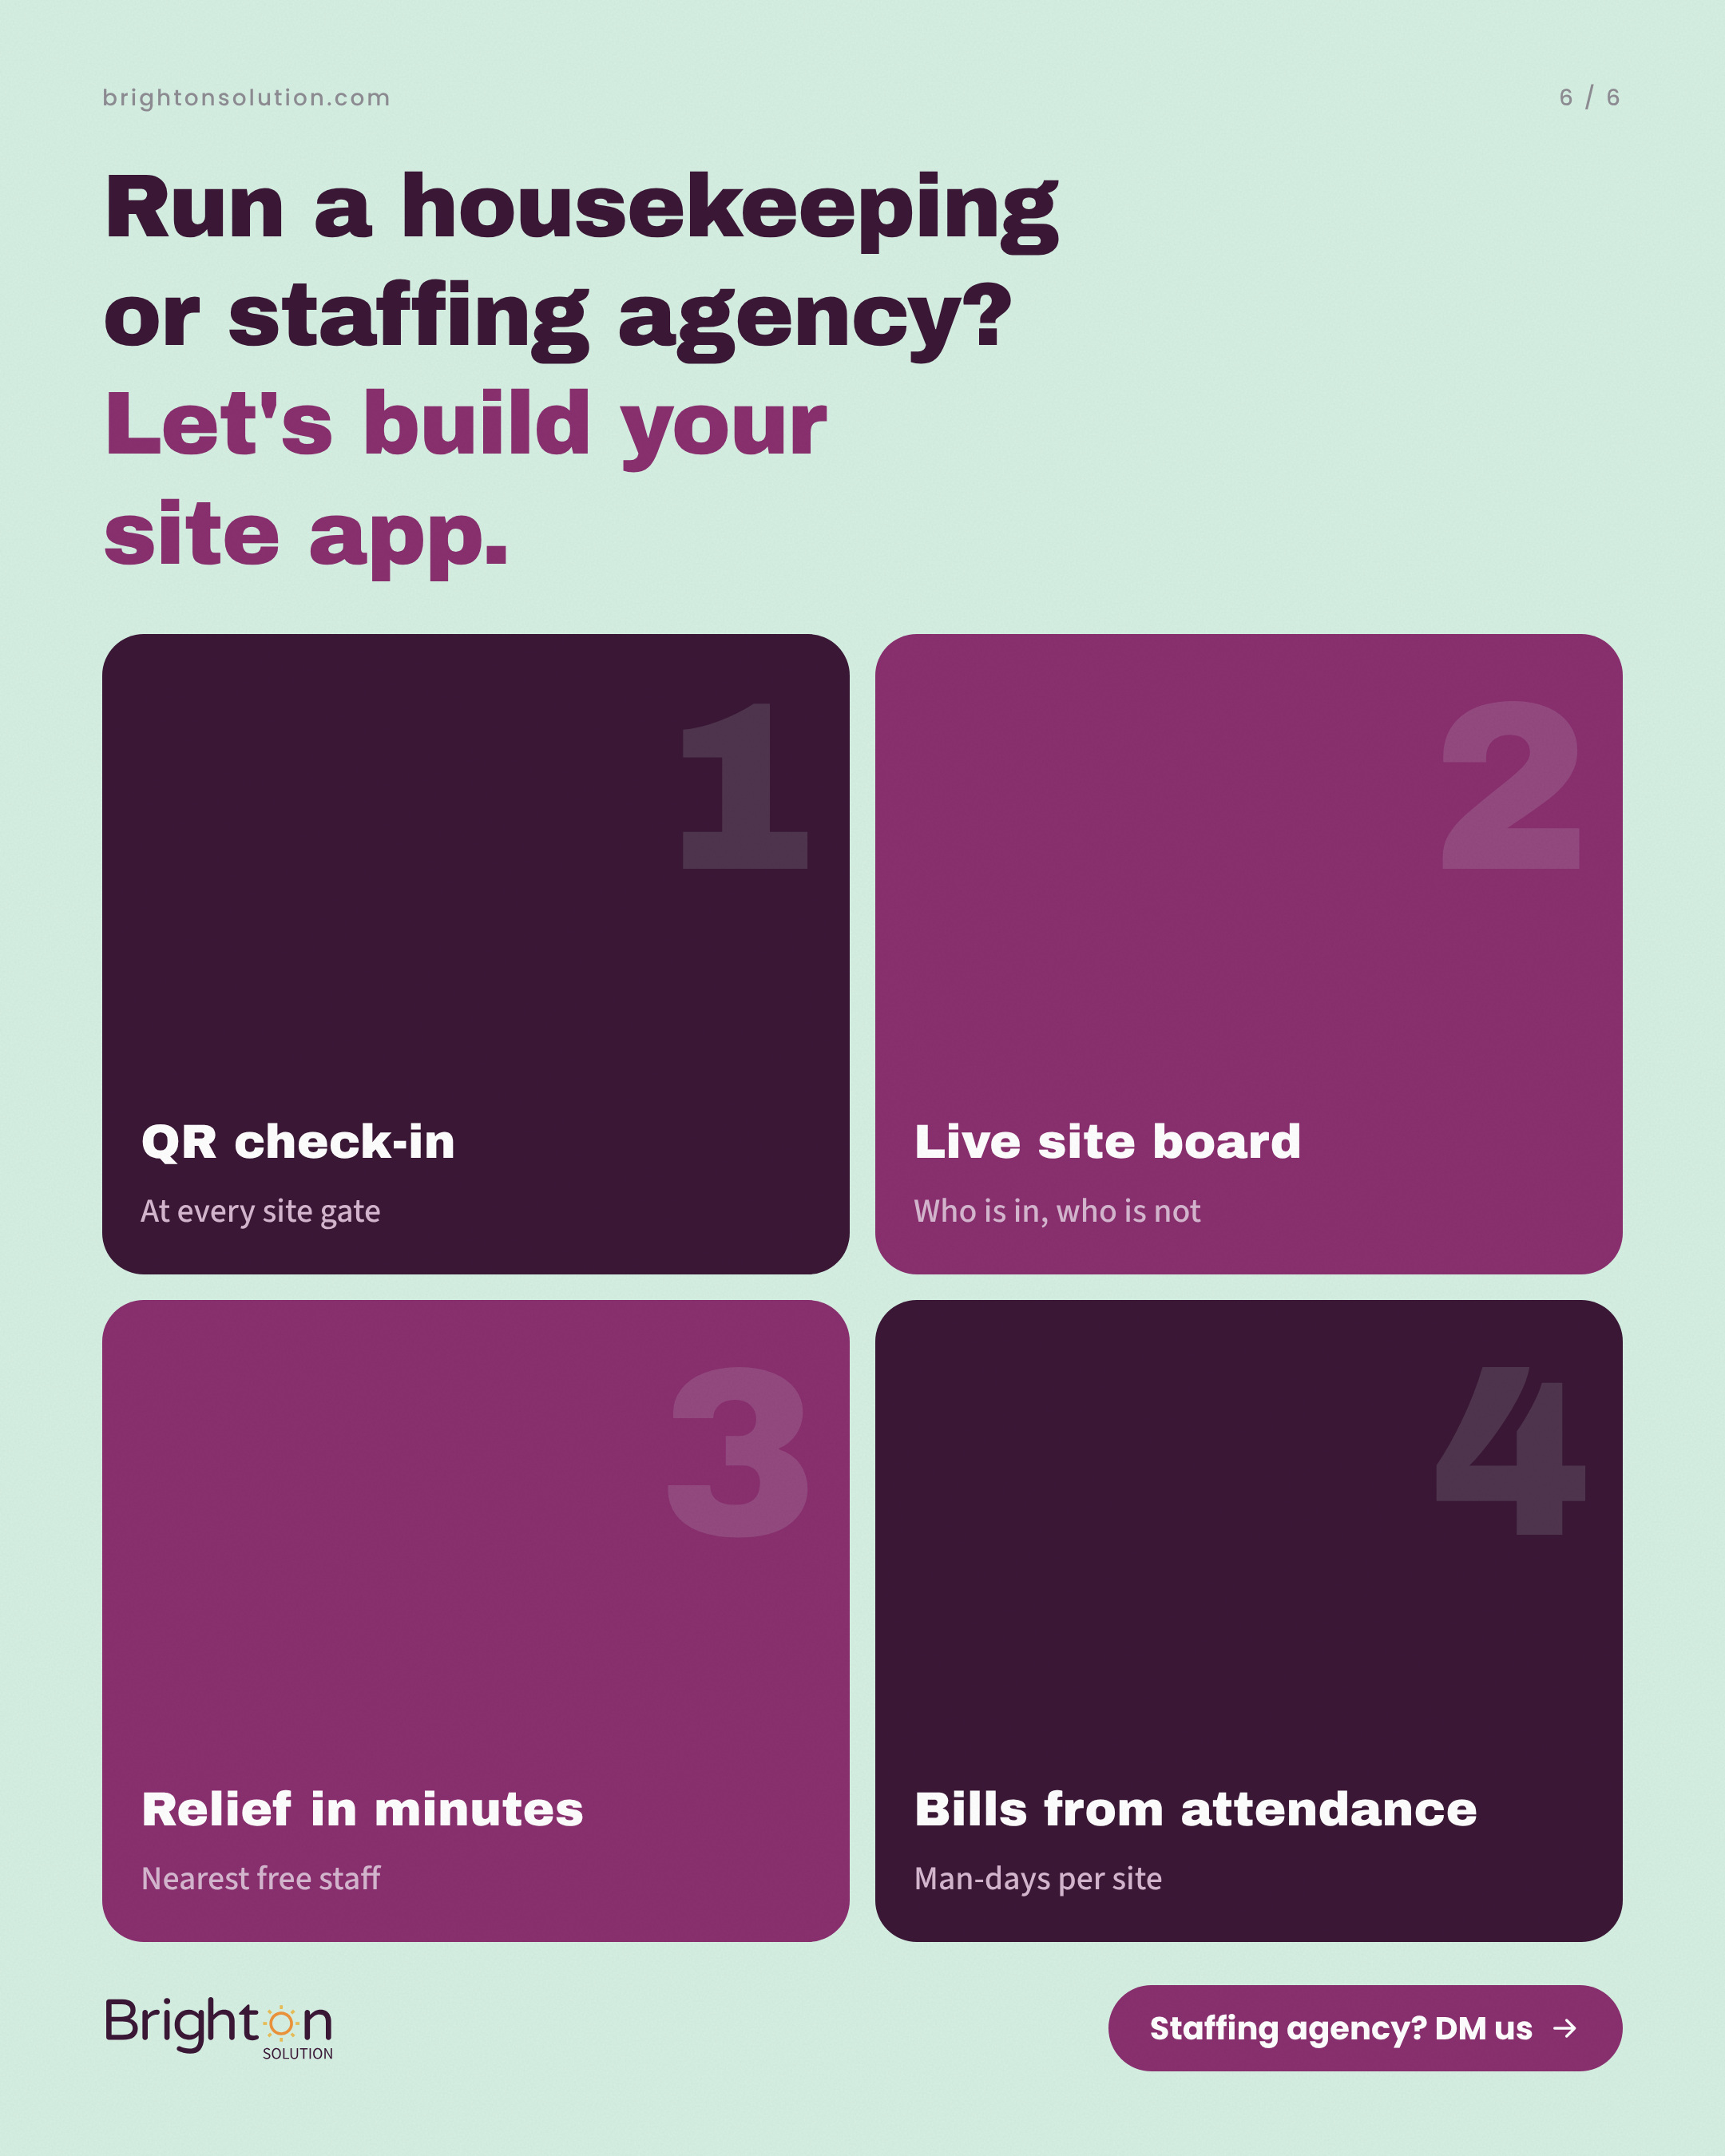 brightonsolution.com
6 / 6
Run a housekeeping
or staffing agency?
Let's build your
site app.
1
QR check-in
At every site gate
2
Live site board
Who is in, who is not
3
Relief in minutes
Nearest free staff
4
Bills from attendance
Man-days per site
Brighton
SOLUTION
Staffing agency? DM us →